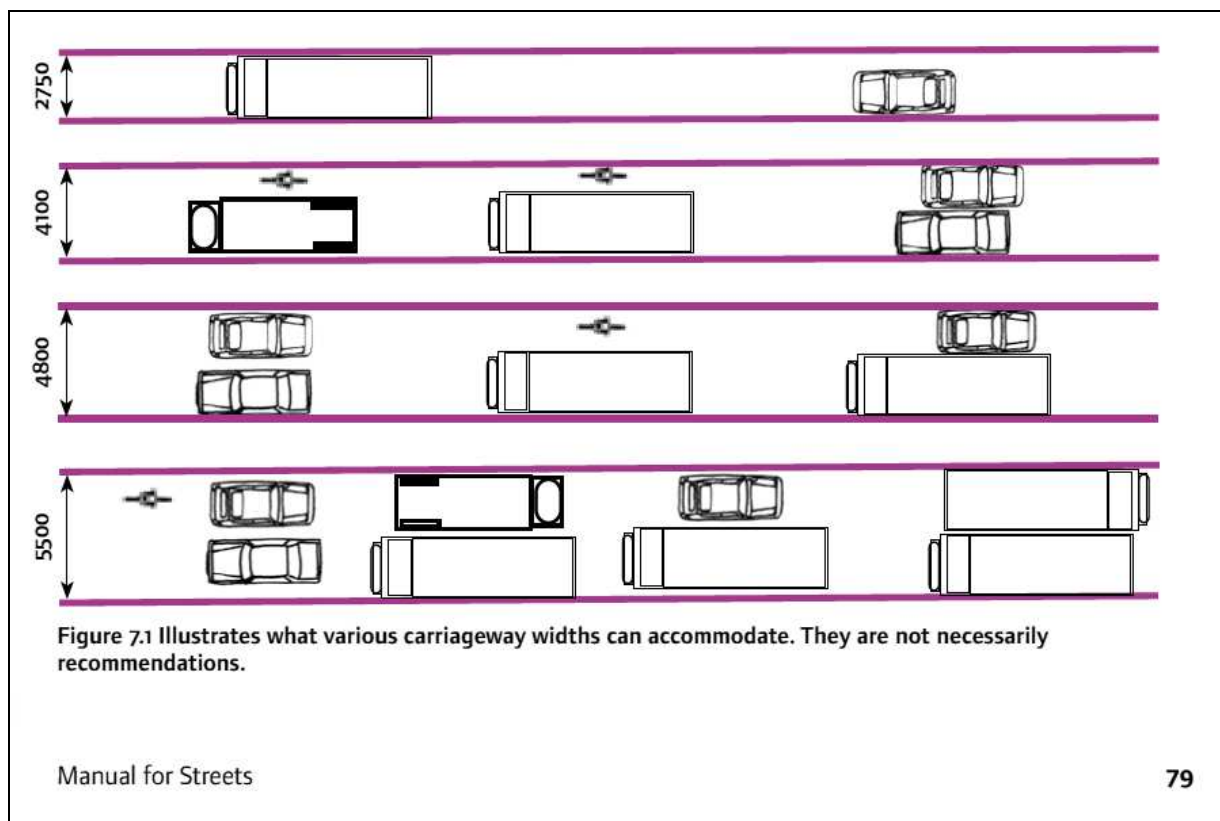 2750
4100
4800
5500
Figure 7.1 Illustrates what various carriageway widths can accommodate. They are not necessarily
recommendations.
Manual for Streets
79